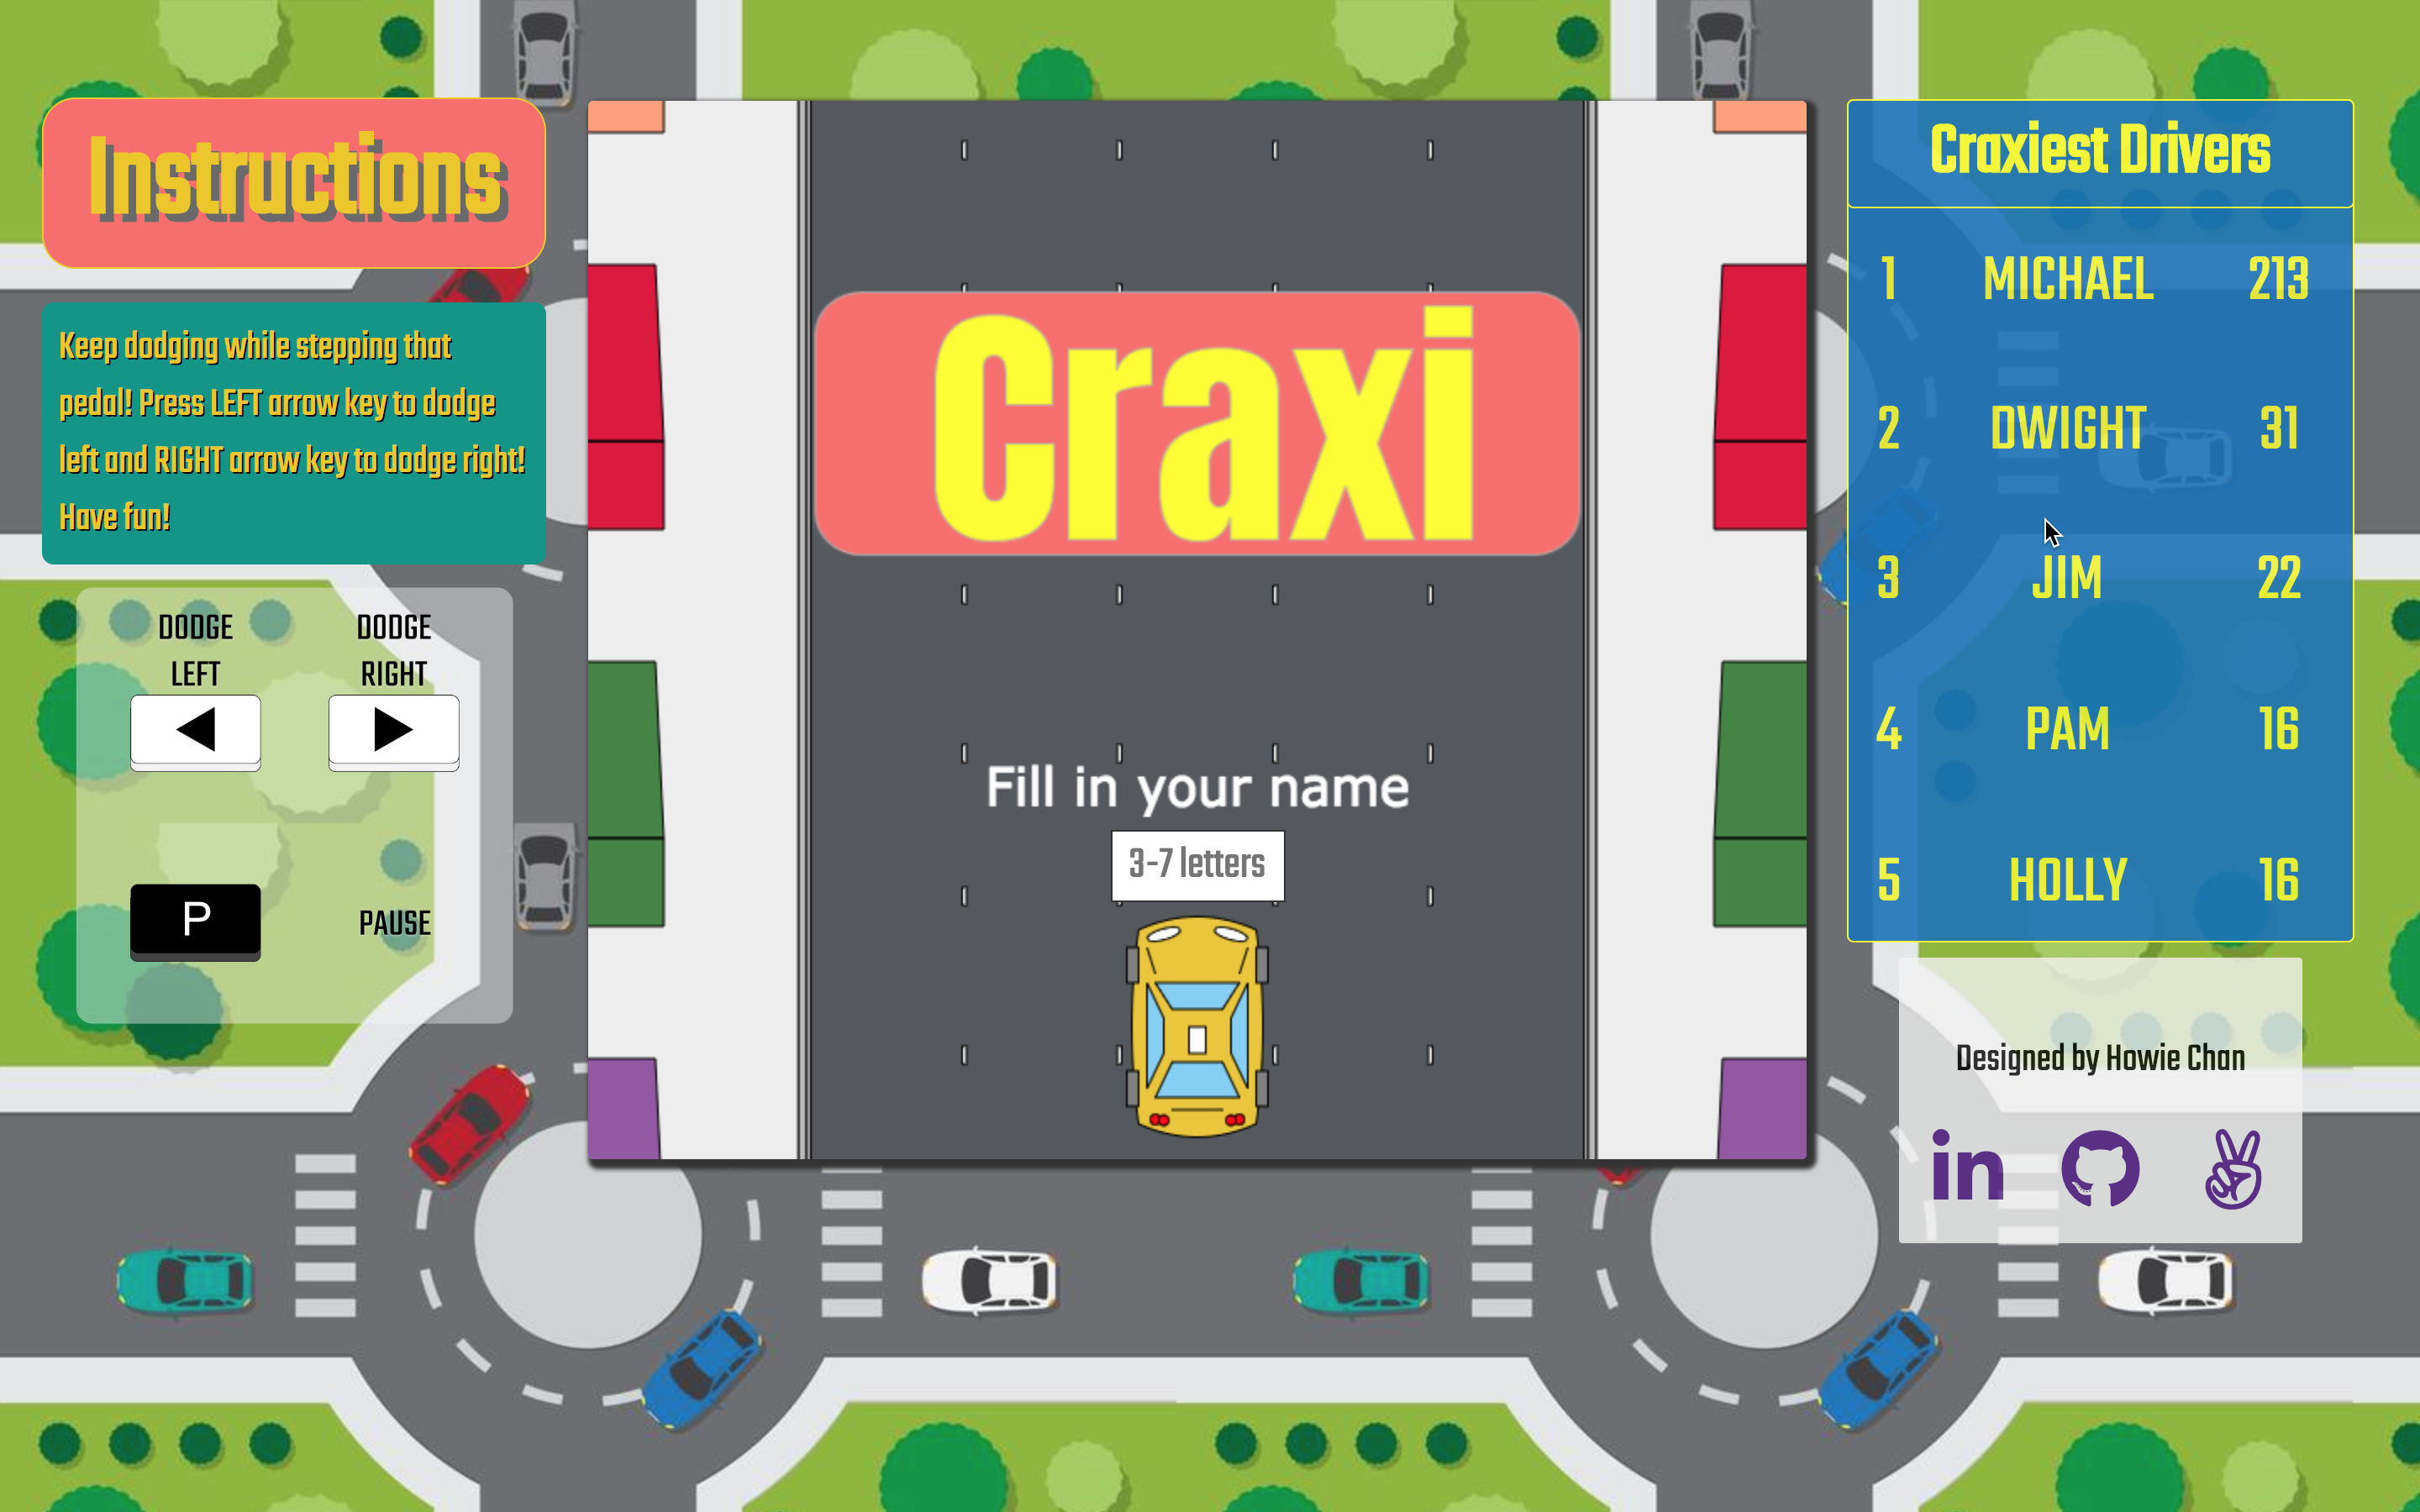 Instructions
Keep dodging while stepping that
pedal! Press LEFT arrow key to dodge
left and RIGHT arrow key to dodge right!
Have fun!
DODGE
LEFT
DODGE
RIGHT
P
PAUSE
Craxi
Fill in your name
3-7 letters
Craxiest Drivers
1 MICHAEL 213
2 DWIGHT 31
3 JIM 22
4 PAM 16
5 HOLLY 16
Designed by Howie Chan
in